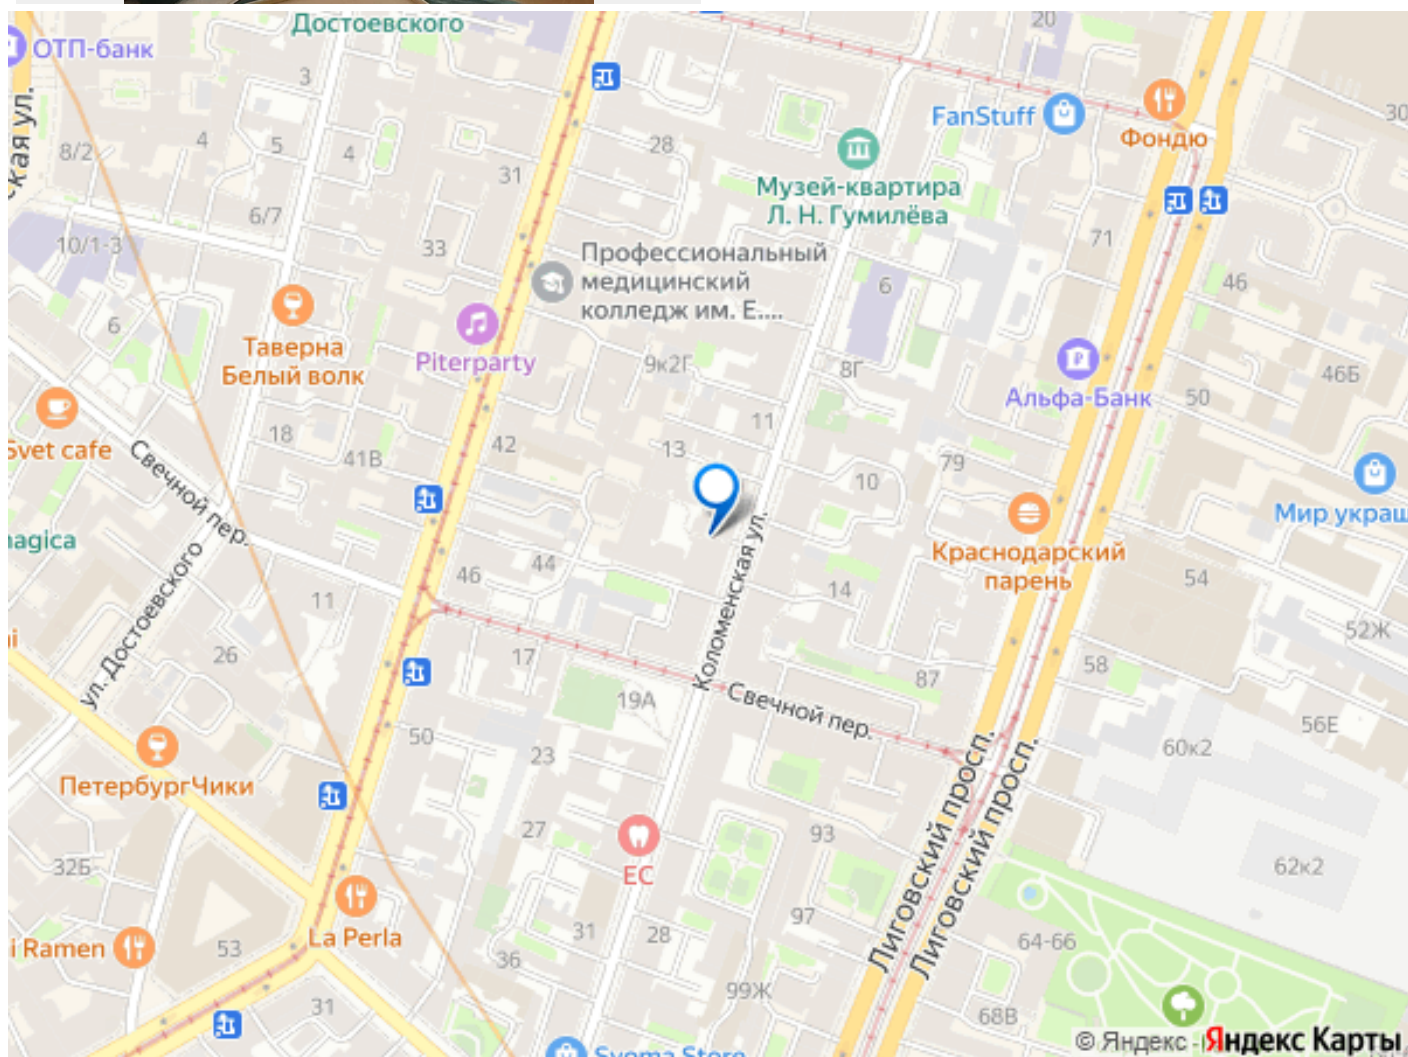 Достоевского
20
ОТП-банк
3
FanStuff
30
Фондю
ская ул.
8/2
4
5
4
28
31
Музей-квартира
Л. Н. Гумилёва
6/7
10/1-3
33
71
Профессиональный
медицинский
колледж им. Е....
6
46
6
Таверна
Белый волк
Piterparty
9к2Г
8Г
Альфа-Банк
46Б
50
Svet cafe
18
41В
42
11
13
79
10
Свечной пер.
Мир украш
magica
Краснодарский
парень
44
46
14
54
ул. Достоевского
11
Коломенская ул.
52Ж
26
17
58
87
19А
Свечной пер.
56Е
50
23
60к2
ПетербургЧики
Лиговский просп.
Лиговский просп.
27
93
32Б
ЕС
62к2
97
La Perla
i Ramen
53
31
28
64-66
36
99Ж
31
68В
© Яндекс
Яндекс Карты
Syoma Store